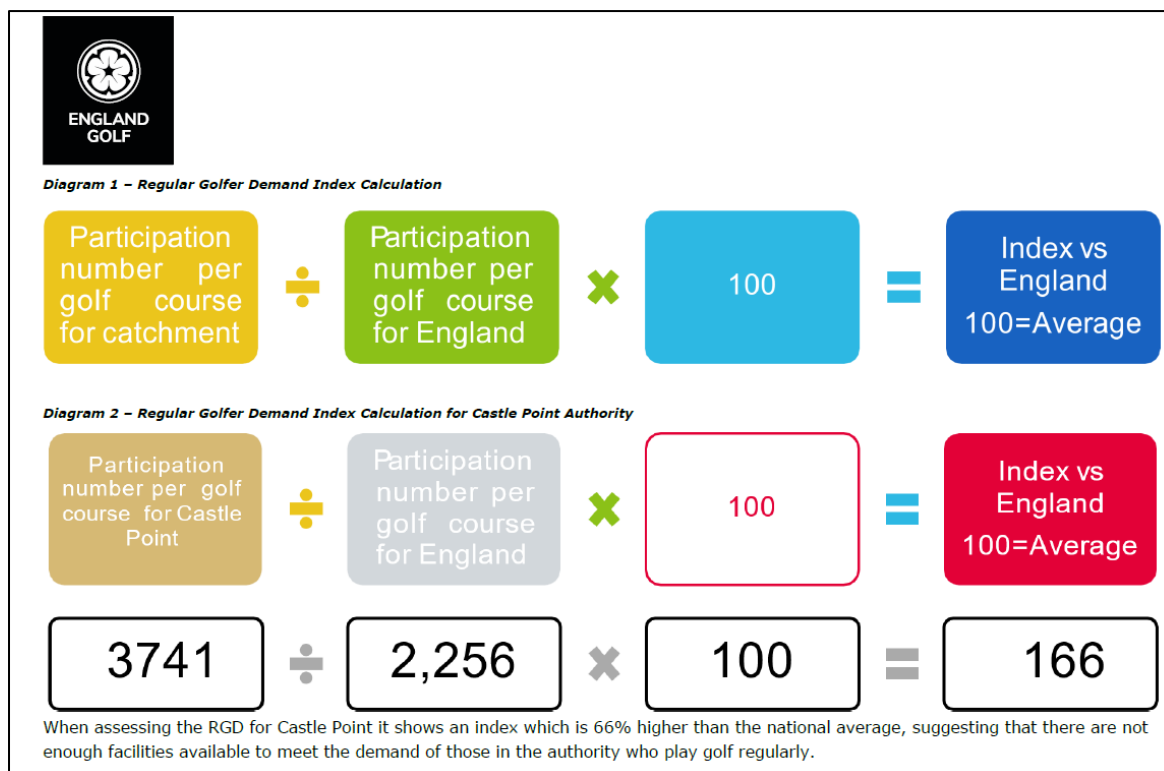 ENGLAND
GOLF
Diagram 1 – Regular Golfer Demand Index Calculation
Participation
number per
golf course
for catchment
÷
Participation
number per
golf course
for England
×
100
=
Index vs
England
100=Average
Diagram 2 – Regular Golfer Demand Index Calculation for Castle Point Authority
Participation
number per golf
course for Castle
Point
÷
Participation
number per
golf course
for England
×
100
=
Index vs
England
100=Average
3741 ÷ 2,256 × 100 = 166
When assessing the RGD for Castle Point it shows an index which is 66% higher than the national average, suggesting that there are not
enough facilities available to meet the demand of those in the authority who play golf regularly.